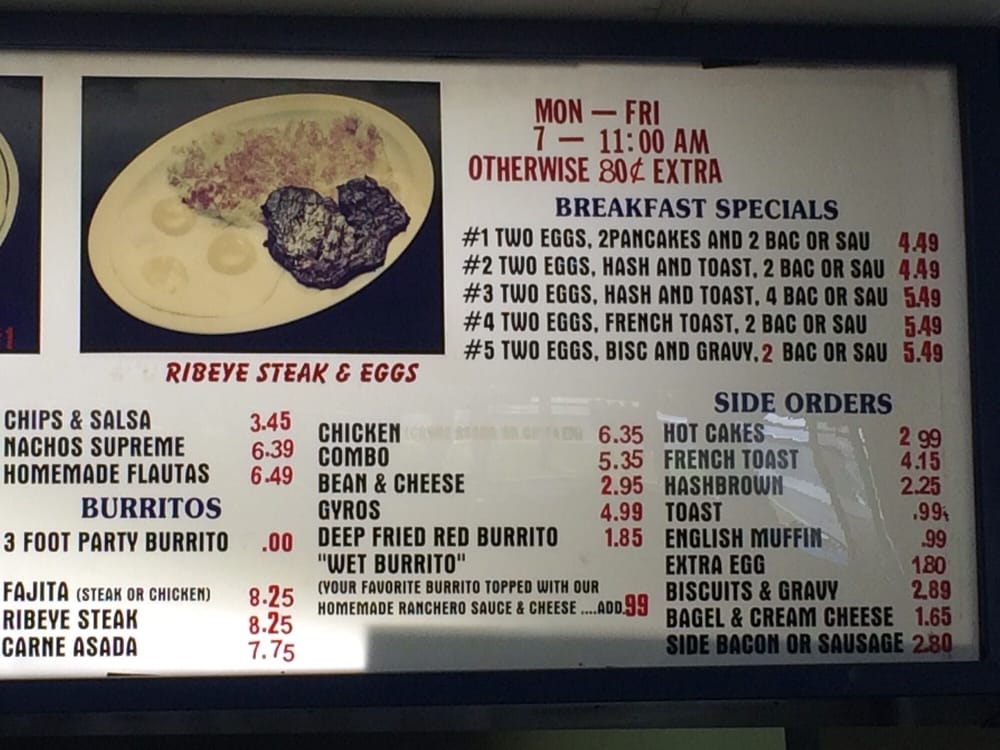 MON — FRI
7 — 11:00 AM
OTHERWISE 80¢ EXTRA
BREAKFAST SPECIALS
#1 TWO EGGS, 2PANCAKES AND 2 BAC OR SAU 4.49
#2 TWO EGGS, HASH AND TOAST, 2 BAC OR SAU 4.49
#3 TWO EGGS, HASH AND TOAST, 4 BAC OR SAU 5.49
#4 TWO EGGS, FRENCH TOAST, 2 BAC OR SAU 5.49
#5 TWO EGGS, BISC AND GRAVY, 2 BAC OR SAU 5.49
RIBEYE STEAK & EGGS
CHIPS & SALSA 3.45
NACHOS SUPREME 6.39
HOMEMADE FLAUTAS 6.49
BURRITOS
3 FOOT PARTY BURRITO .00
FAJITA (STEAK OR CHICKEN) 8.25
RIBEYE STEAK 8.25
CARNE ASADA 7.75
CHICKEN 6.35
COMBO 5.35
BEAN & CHEESE 2.95
GYROS 4.99
DEEP FRIED RED BURRITO 1.85
"WET BURRITO"
(YOUR FAVORITE BURRITO TOPPED WITH OUR
HOMEMADE RANCHERO SAUCE & CHEESE ....ADD.99
SIDE ORDERS
HOT CAKES 2 99
FRENCH TOAST 4.15
HASHBROWN 2.25
TOAST .99¢
ENGLISH MUFFIN .99
EXTRA EGG 1.80
BISCUITS & GRAVY 2.89
BAGEL & CREAM CHEESE 1.65
SIDE BACON OR SAUSAGE 2.80